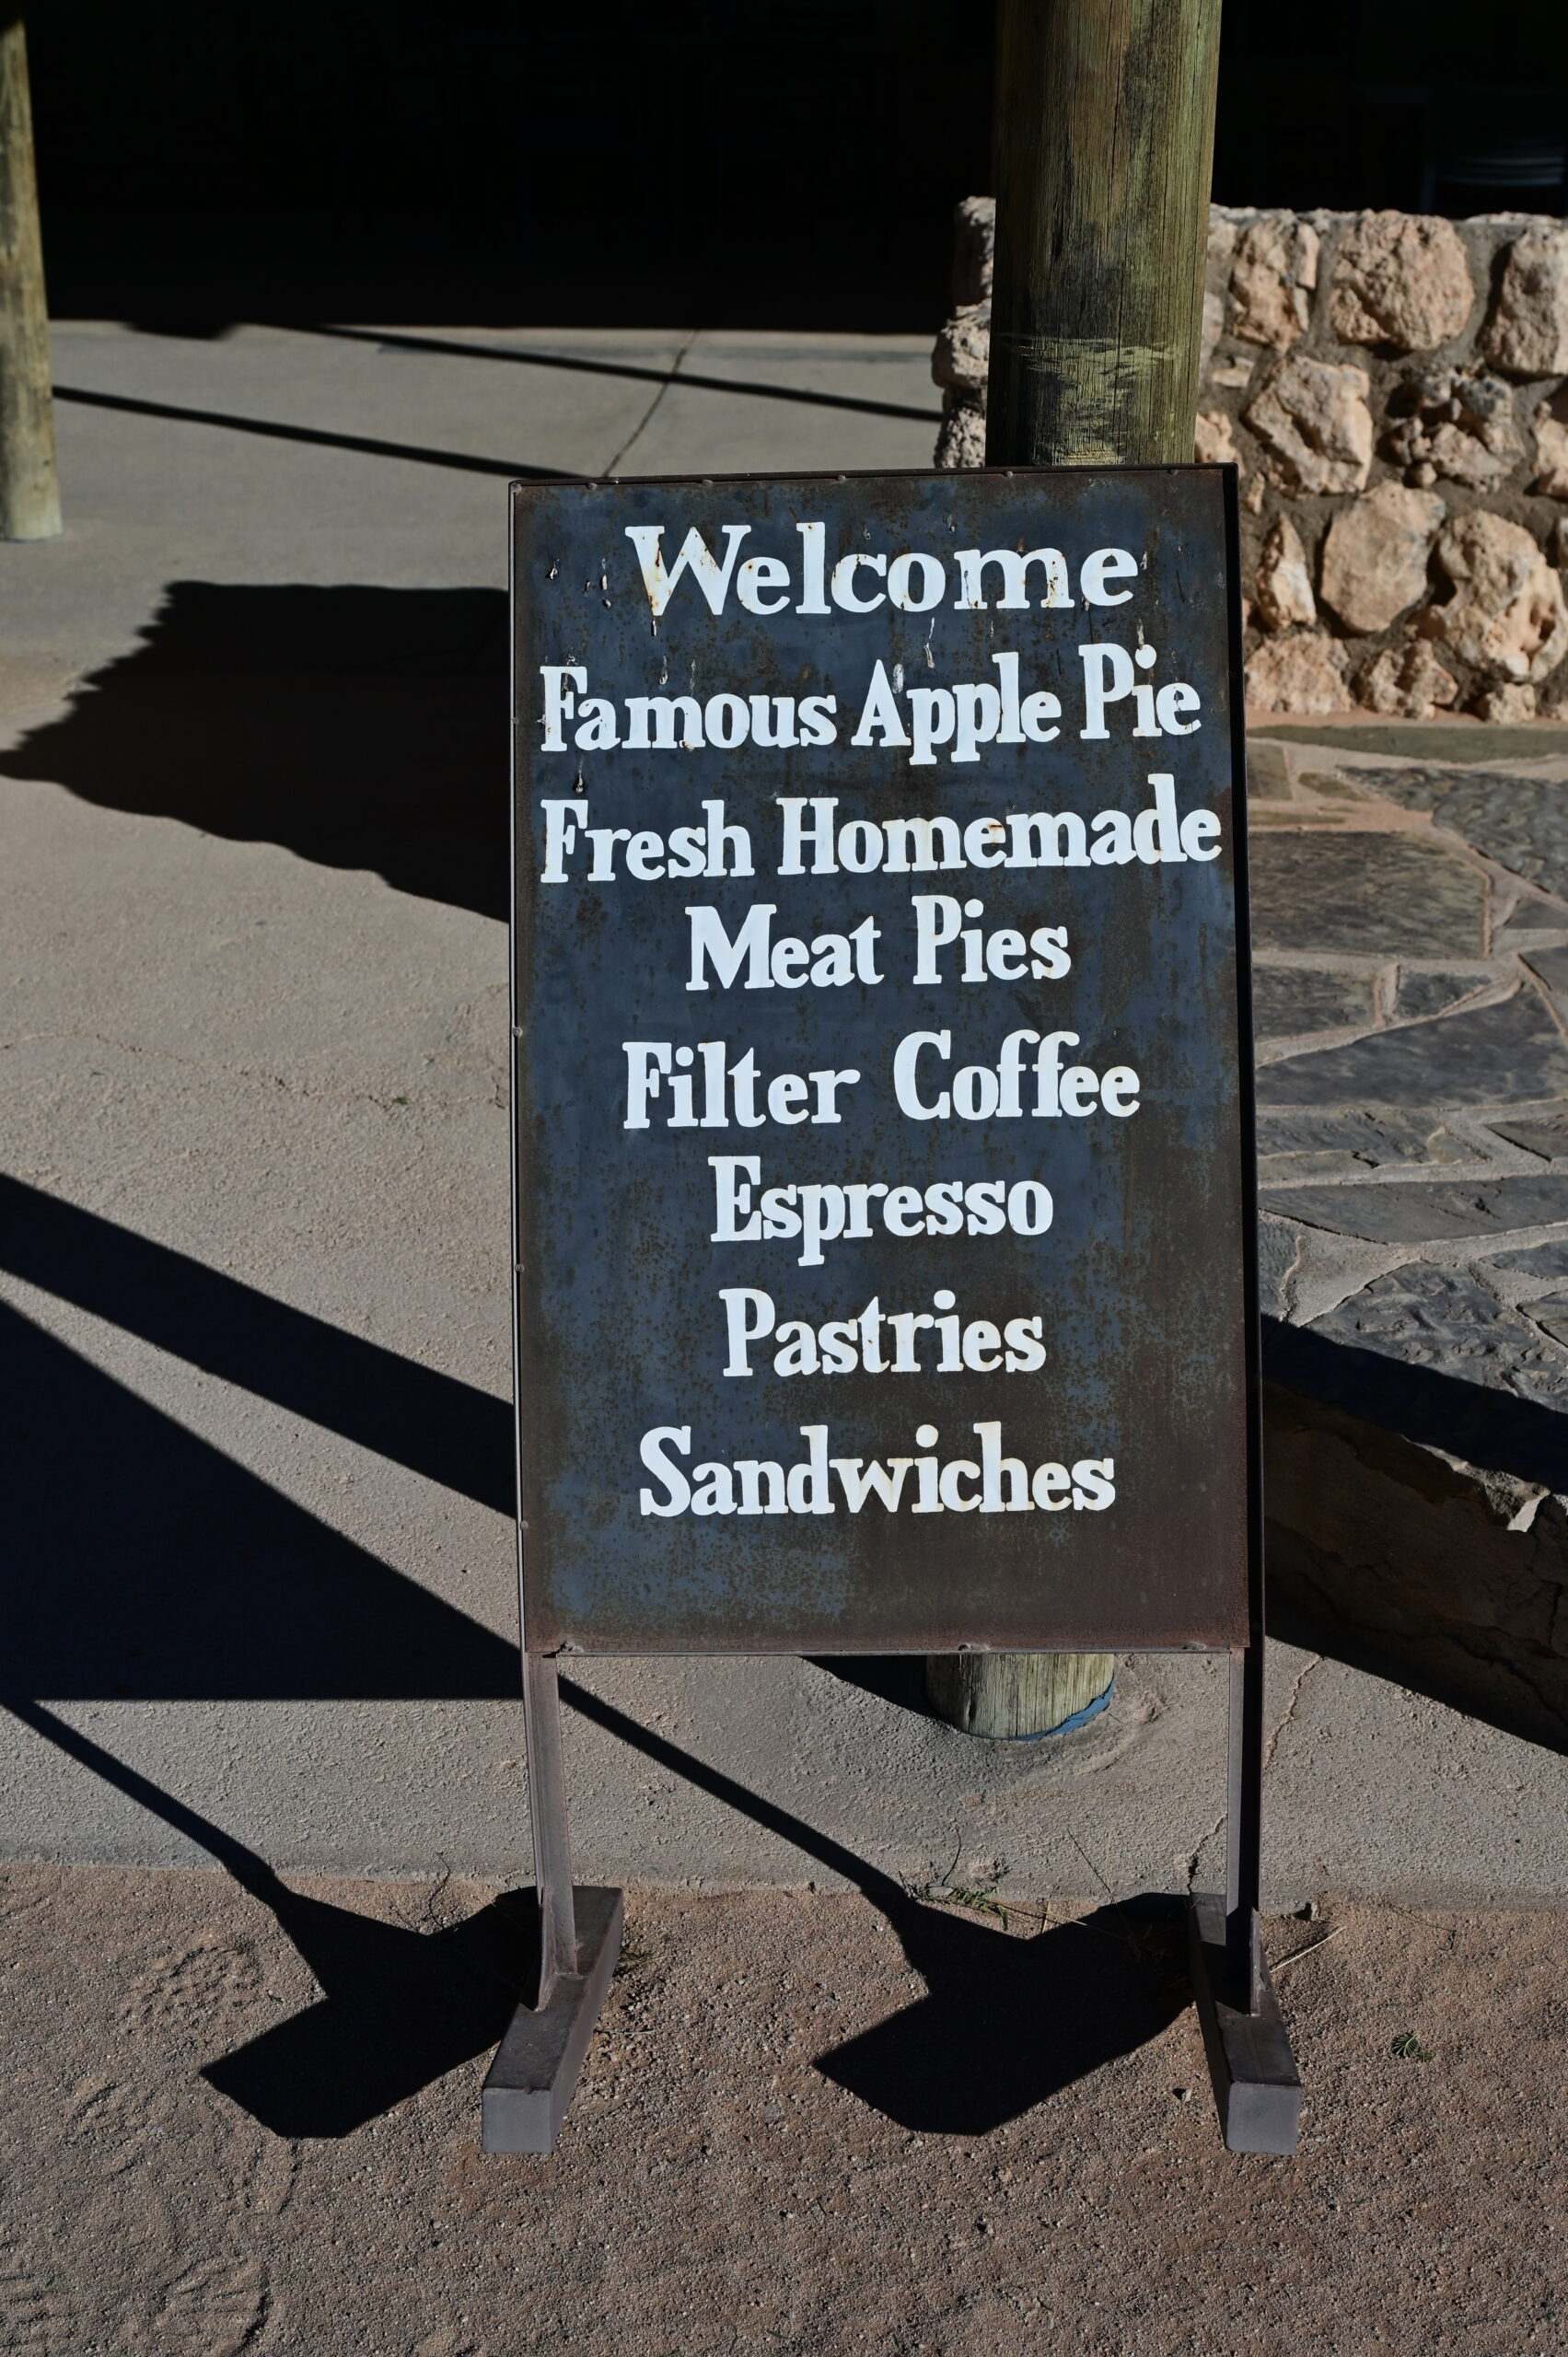 Welcome
Famous Apple Pie
Fresh Homemade
Meat Pies
Filter Coffee
Espresso
Pastries
Sandwiches